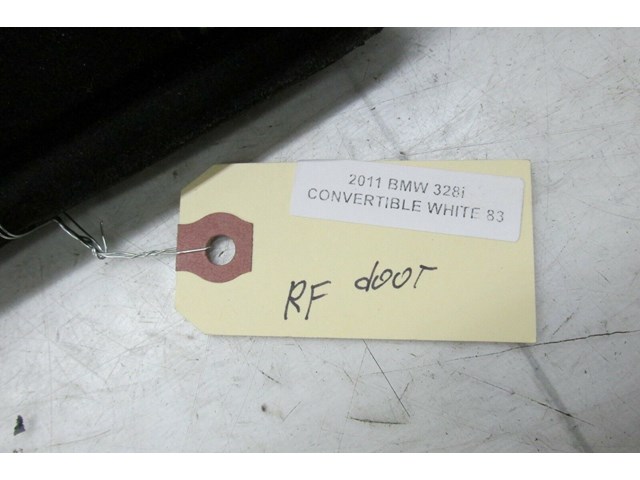 2011 BMW 328i
CONVERTIBLE WHITE 83
RF door